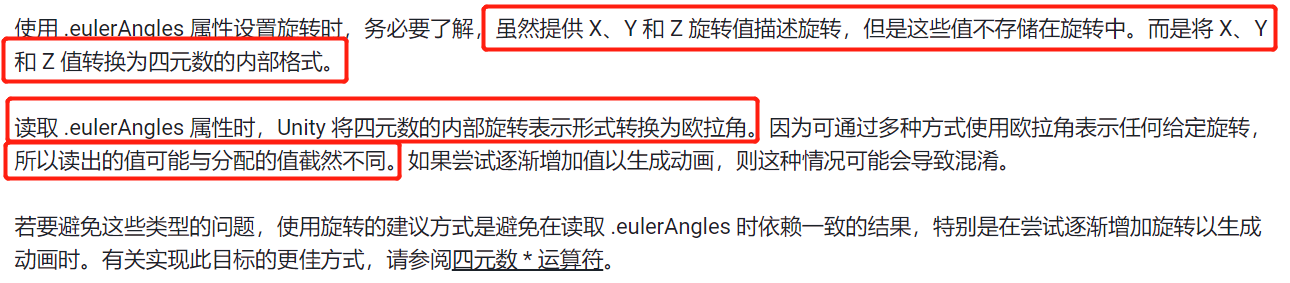 使用 .eulerAngles 属性设置旋转时，务必要了解，虽然提供 X、Y 和 Z 旋转值描述旋转，但是这些值不存储在旋转中。而是将 X、Y
和 Z 值转换为四元数的内部格式。
读取 .eulerAngles 属性时，Unity 将四元数的内部旋转表示形式转换为欧拉角。因为可通过多种方式使用欧拉角表示任何给定旋转，
所以读出的值可能与分配的值截然不同。如果尝试逐渐增加值以生成动画，则这种情况可能会导致混淆。
若要避免这些类型的问题，使用旋转的建议方式是避免在读取 .eulerAngles 时依赖一致的结果，特别是在尝试逐渐增加旋转以生成
动画时。有关实现此目标的更佳方式，请参阅四元数 * 运算符。